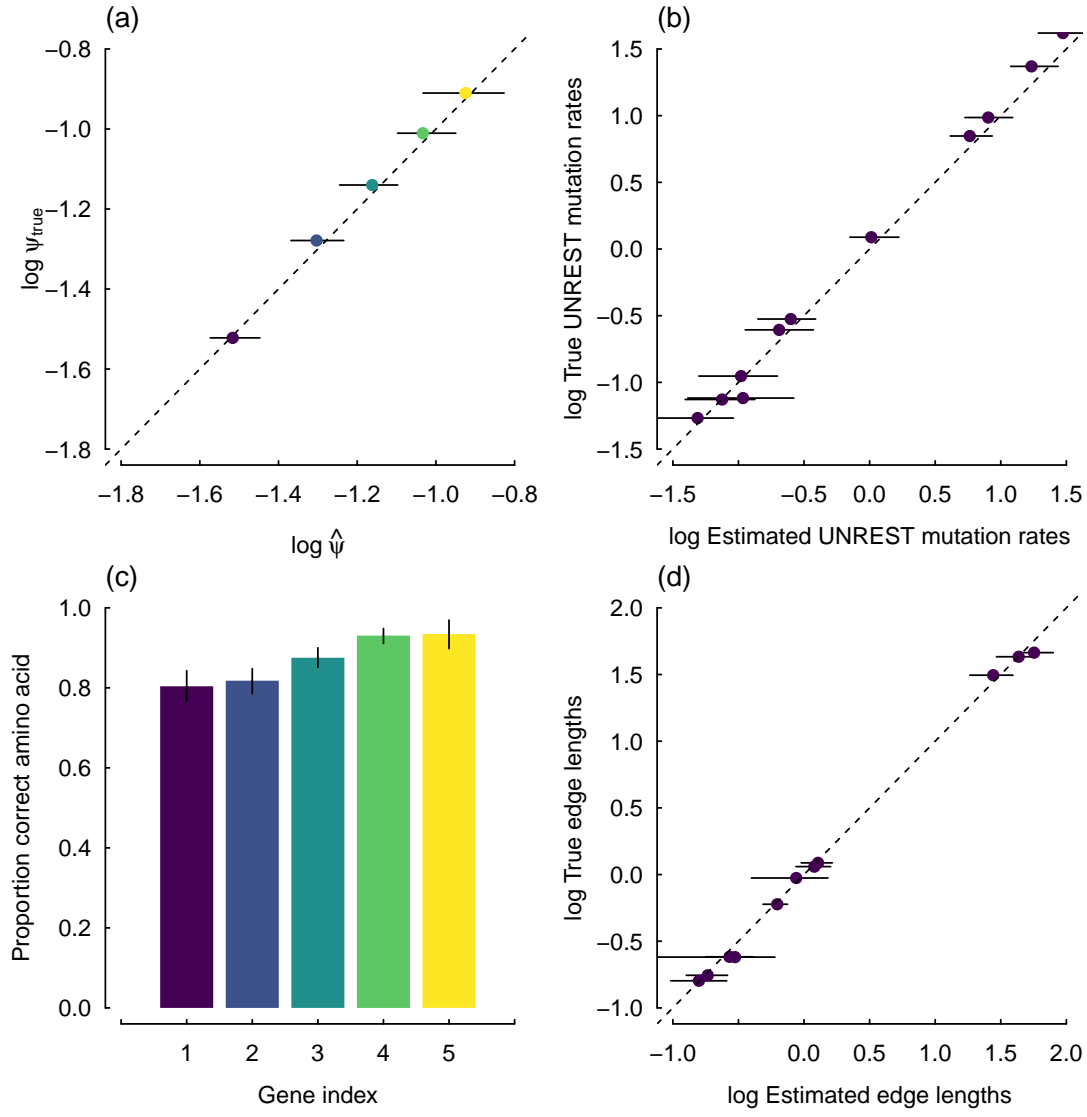 (a)
−0.8
−1.0
−1.2
−1.4
−1.6
−1.8
log ψtrue
−1.8 −1.6 −1.4 −1.2 −1.0 −0.8
log ψ̂
(b)
1.5
1.0
0.5
0.0
−0.5
−1.0
−1.5
log True UNREST mutation rates
−1.5 −0.5 0.0 0.5 1.0 1.5
log Estimated UNREST mutation rates
(c)
1.0
0.8
0.6
0.4
0.2
0.0
Proportion correct amino acid
1 2 3 4 5
Gene index
(d)
2.0
1.5
1.0
0.5
0.0
−0.5
−1.0
log True edge lengths
−1.0 0.0 0.5 1.0 1.5 2.0
log Estimated edge lengths